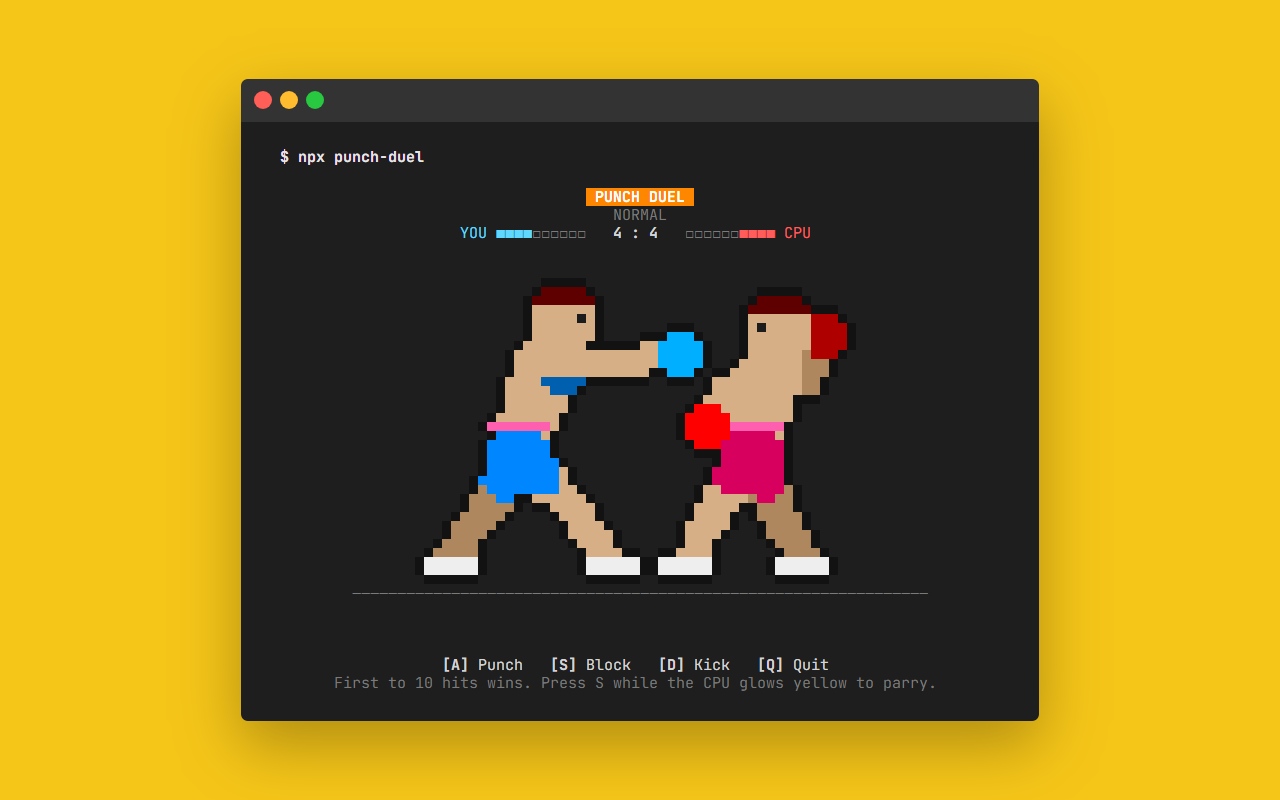 $ npx punch-duel
PUNCH DUEL
NORMAL
YOU ■■■■□□□□□□ 4 : 4 □□□□□□■■■■ CPU
[A] Punch [S] Block [D] Kick [Q] Quit
First to 10 hits wins. Press S while the CPU glows yellow to parry.